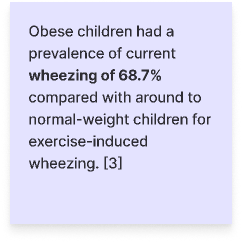 Obese children had a
prevalence of current
wheezing of 68.7%
compared with around to
normal-weight children for
exercise-induced
wheezing. [3]